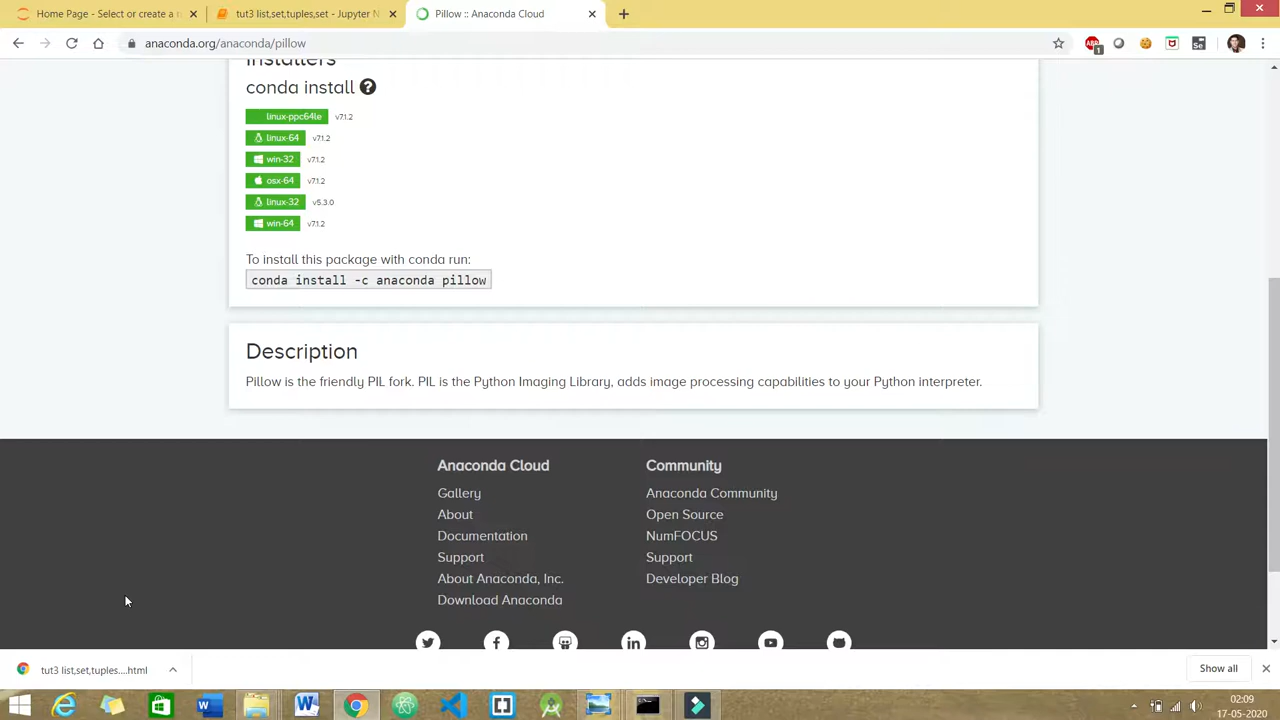 Home Page - Select or create a n
tut3 list,set,tuples,set - Jupyter N
Pillow :: Anaconda Cloud
anaconda.org/anaconda/pillow
ABP
1
Se
Installers
conda install
linux-ppc64le v7.1.2
linux-64 v7.1.2
win-32 v7.1.2
osx-64 v7.1.2
linux-32 v5.3.0
win-64 v7.1.2
To install this package with conda run:
conda install -c anaconda pillow
Description
Pillow is the friendly PIL fork. PIL is the Python Imaging Library, adds image processing capabilities to your Python interpreter.
Anaconda Cloud
Gallery
About
Documentation
Support
About Anaconda, Inc.
Download Anaconda
Community
Anaconda Community
Open Source
NumFOCUS
Support
Developer Blog
tut3 list,set,tuples....html
Show all
02:09
17-05-2020